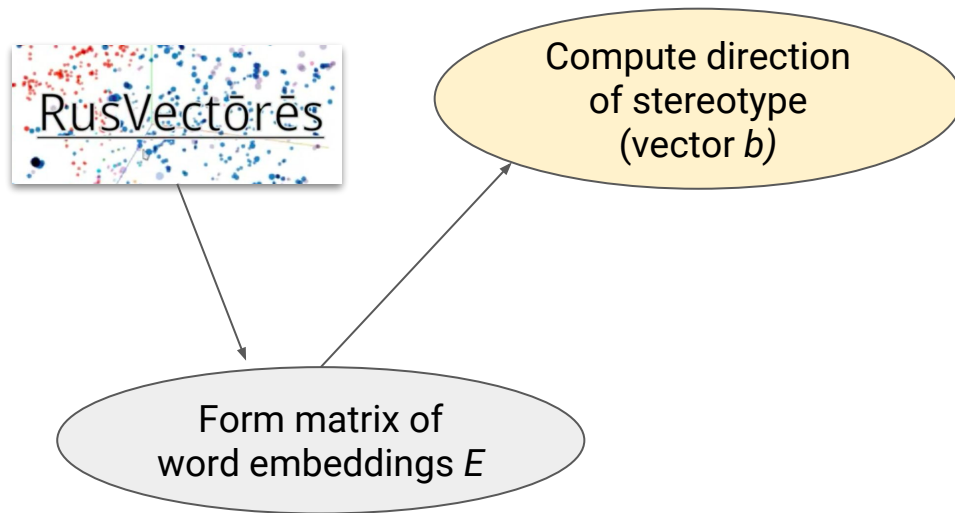 RusVectōrēs
Compute direction
of stereotype
(vector b)
Form matrix of
word embeddings E